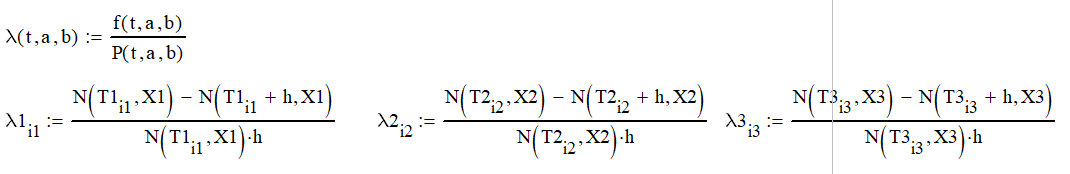 λ(t,a,b) := f(t,a,b) / P(t,a,b)
λ1_i1 := (N(T1_i1,X1) − N(T1_i1 + h,X1)) / (N(T1_i1,X1)·h) λ2_i2 := (N(T2_i2,X2) − N(T2_i2 + h,X2)) / (N(T2_i2,X2)·h) λ3_i3 := (N(T3_i3,X3) − N(T3_i3 + h,X3)) / (N(T3_i3,X3)·h)